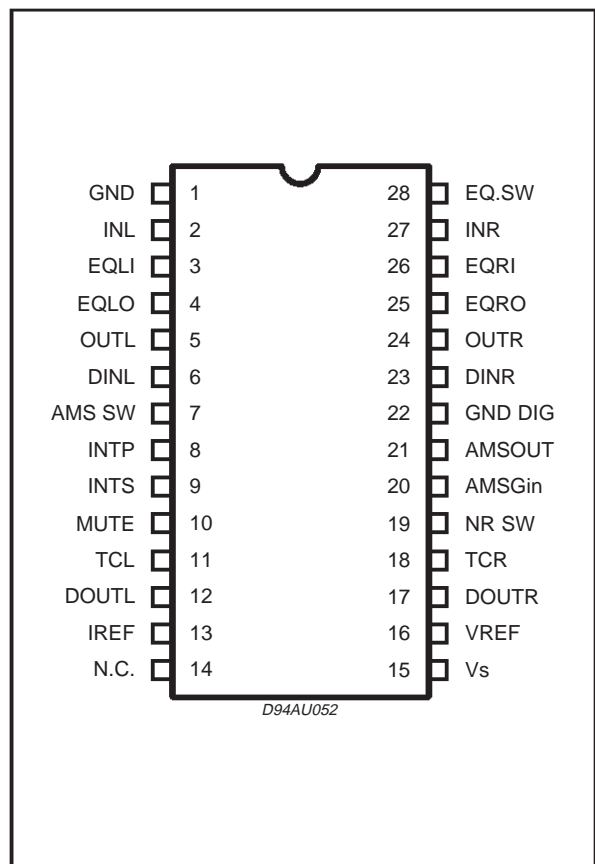 GND 1 28 EQ.SW
INL 2 27 INR
EQLI 3 26 EQRI
EQLO 4 25 EQRO
OUTL 5 24 OUTR
DINL 6 23 DINR
AMS SW 7 22 GND DIG
INTP 8 21 AMSOUT
INTS 9 20 AMSGin
MUTE 10 19 NR SW
TCL 11 18 TCR
DOUTL 12 17 DOUTR
IREF 13 16 VREF
N.C. 14 15 Vs
D94AU052